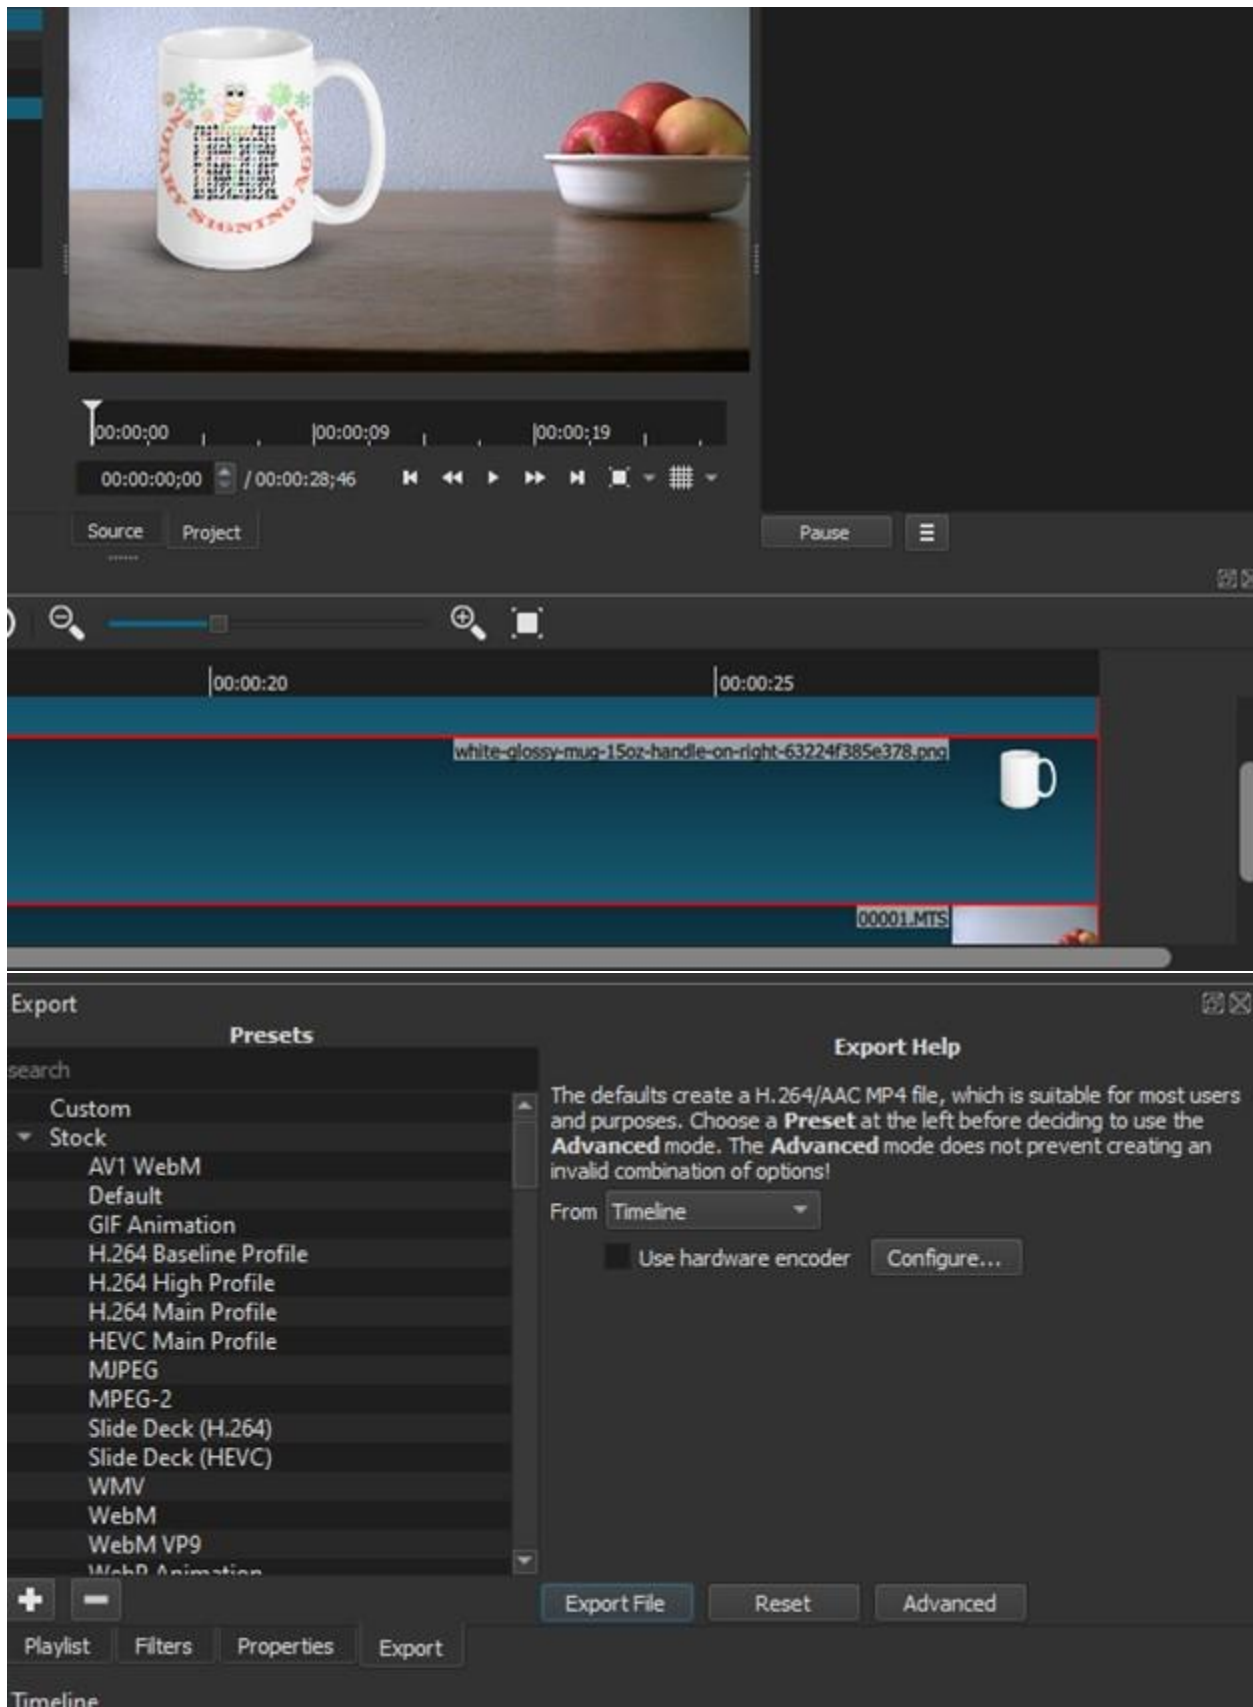 NOTARY SIGNING AGENT
00:00:00
00:00:09
00:00:19
00:00:00;00
/ 00:00:28;46
Source
Project
Pause
00:00:20
00:00:25
white-glossy-mug-15oz-handle-on-right-63224f385e378.png
00001.MTS
Export
Presets
search
Custom
Stock
AV1 WebM
Default
GIF Animation
H.264 Baseline Profile
H.264 High Profile
H.264 Main Profile
HEVC Main Profile
MJPEG
MPEG-2
Slide Deck (H.264)
Slide Deck (HEVC)
WMV
WebM
WebM VP9
WebP Animation
Export Help
The defaults create a H.264/AAC MP4 file, which is suitable for most users
and purposes. Choose a Preset at the left before deciding to use the
Advanced mode. The Advanced mode does not prevent creating an
invalid combination of options!
From Timeline
Use hardware encoder
Configure...
Export File
Reset
Advanced
Playlist
Filters
Properties
Export
Timeline